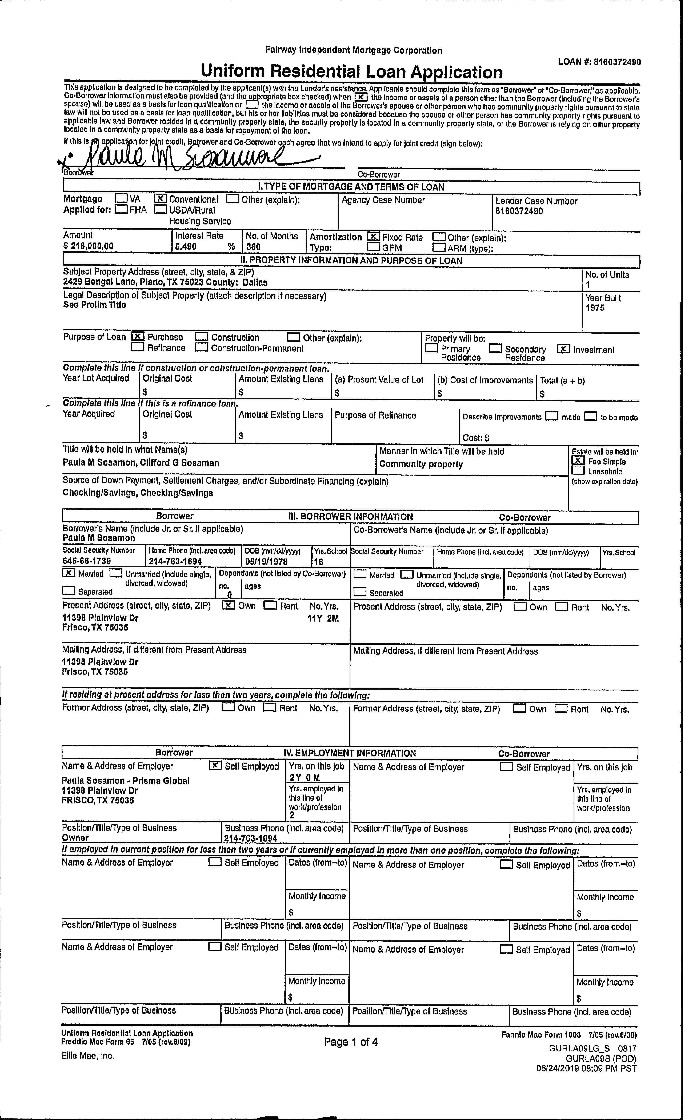 Fairway Independent Mortgage Corporation
LOAN #: 8160372490
Uniform Residential Loan Application
This application is designed to be completed by the applicant(s) with the Lender's assistance. Applicants should complete this form as "Borrower" or "Co-Borrower," as applicable.
Co-Borrower information must also be provided (and the appropriate box checked) when [X] the income or assets of a person other than the Borrower (including the Borrower's
spouse) will be used as a basis for loan qualification or [ ] the income or assets of the Borrower's spouse or other person who has community property rights pursuant to state
law will not be used as a basis for loan qualification, but his or her liabilities must be considered because the spouse or other person has community property rights pursuant to
applicable law and Borrower resides in a community property state, the security property is located in a community property state, or the Borrower is relying on other property
located in a community property state as a basis for repayment of the loan.
If this is an application for joint credit, Borrower and Co-Borrower each agree that we intend to apply for joint credit (sign below):
Paula M Sosamon
Borrower Co-Borrower
I. TYPE OF MORTGAGE AND TERMS OF LOAN
Mortgage [ ] VA [X] Conventional [ ] Other (explain): Agency Case Number Lender Case Number
Applied for: [ ] FHA [ ] USDA/Rural 8160372490
Housing Service
Amount Interest Rate No. of Months Amortization [X] Fixed Rate [ ] Other (explain):
$ 216,000.00 5.490 % 360 Type: [ ] GPM [ ] ARM (type):
II. PROPERTY INFORMATION AND PURPOSE OF LOAN
Subject Property Address (street, city, state, & ZIP) No. of Units
2429 Bengal Lane, Plano, TX 75023 County: Dallas 1
Legal Description of Subject Property (attach description if necessary) Year Built
See Prelim Title 1975
Purpose of Loan [X] Purchase [ ] Construction [ ] Other (explain): Property will be:
[ ] Refinance [ ] Construction-Permanent [ ] Primary Residence [ ] Secondary Residence [X] Investment
Complete this line if construction or construction-permanent loan.
Year Lot Acquired Original Cost Amount Existing Liens (a) Present Value of Lot (b) Cost of Improvements Total (a + b)
$ $ $ $ $
Complete this line if this is a refinance loan.
Year Acquired Original Cost Amount Existing Liens Purpose of Refinance Describe Improvements [ ] made [ ] to be made
$ $ Cost: $
Title will be held in what Name(s) Manner in which Title will be held Estate will be held in:
Paula M Sosamon, Clifford G Sosaman Community property [X] Fee Simple
[ ] Leasehold
Source of Down Payment, Settlement Charges, and/or Subordinate Financing (explain) (show expiration date)
Checking/Savings, Checking/Savings
Borrower III. BORROWER INFORMATION Co-Borrower
Borrower's Name (include Jr. or Sr. if applicable) Co-Borrower's Name (include Jr. or Sr. if applicable)
Paula M Sosamon
Social Security Number Home Phone (incl. area code) DOB (mm/dd/yyyy) Yrs. School Social Security Number Home Phone (incl. area code) DOB (mm/dd/yyyy) Yrs. School
646-66-1739 214-763-1694 06/19/1978 16
[X] Married [ ] Unmarried (include single, divorced, widowed) Dependents (not listed by Co-Borrower) [ ] Married [ ] Unmarried (include single, divorced, widowed) Dependents (not listed by Borrower)
[ ] Separated no. 0 ages [ ] Separated no. ages
Present Address (street, city, state, ZIP) [X] Own [ ] Rent No. Yrs. Present Address (street, city, state, ZIP) [ ] Own [ ] Rent No. Yrs.
11398 Plainview Dr 11Y 2M
Frisco, TX 75035
Mailing Address, if different from Present Address Mailing Address, if different from Present Address
11398 Plainview Dr
Frisco, TX 75035
If residing at present address for less than two years, complete the following:
Former Address (street, city, state, ZIP) [ ] Own [ ] Rent No. Yrs. Former Address (street, city, state, ZIP) [ ] Own [ ] Rent No. Yrs.
Borrower IV. EMPLOYMENT INFORMATION Co-Borrower
Name & Address of Employer [X] Self Employed Yrs. on this job Name & Address of Employer [ ] Self Employed Yrs. on this job
2Y 0M
Paula Sosamon - Prisma Global Yrs. employed in this line of work/profession Yrs. employed in this line of work/profession
11398 Plainview Dr
FRISCO, TX 75035 2
Position/Title/Type of Business Business Phone (incl. area code) Position/Title/Type of Business Business Phone (incl. area code)
Owner 214-763-1694
If employed in current position for less than two years or if currently employed in more than one position, complete the following:
Name & Address of Employer [ ] Self Employed Dates (from-to) Name & Address of Employer [ ] Self Employed Dates (from-to)
Monthly Income Monthly Income
$ $
Position/Title/Type of Business Business Phone (incl. area code) Position/Title/Type of Business Business Phone (incl. area code)
Name & Address of Employer [ ] Self Employed Dates (from-to) Name & Address of Employer [ ] Self Employed Dates (from-to)
Monthly Income Monthly Income
$ $
Position/Title/Type of Business Business Phone (incl. area code) Position/Title/Type of Business Business Phone (incl. area code)
Uniform Residential Loan Application Fannie Mae Form 1003 7/05 (rev.6/09)
Freddie Mac Form 65 7/05 (rev.6/09) Page 1 of 4
Ellie Mae, Inc. GURLA09LG_S 0817
GURLA09S (POD)
05/24/2019 08:09 PM PST